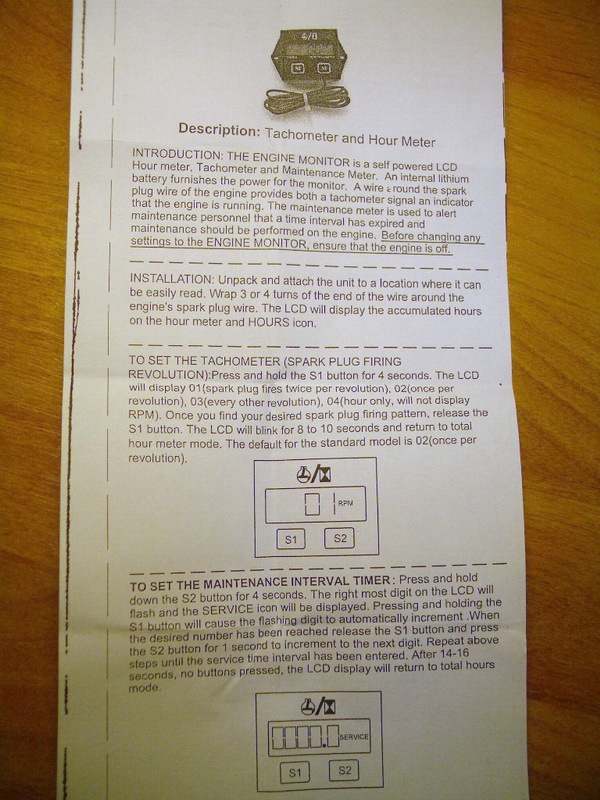 S1 S2
Description: Tachometer and Hour Meter
INTRODUCTION: THE ENGINE MONITOR is a self powered LCD
Hour meter, Tachometer and Maintenance Meter. An internal lithium
battery furnishes the power for the monitor. A wire around the spark
plug wire of the engine provides both a tachometer signal an indicator
that the engine is running. The maintenance meter is used to alert
maintenance personnel that a time interval has expired and
maintenance should be performed on the engine. Before changing any
settings to the ENGINE MONITOR, ensure that the engine is off.
INSTALLATION: Unpack and attach the unit to a location where it can
be easily read. Wrap 3 or 4 turns of the end of the wire around the
engine's spark plug wire. The LCD will display the accumulated hours
on the hour meter and HOURS icon.
TO SET THE TACHOMETER (SPARK PLUG FIRING
REVOLUTION):Press and hold the S1 button for 4 seconds. The LCD
will display 01(spark plug fires twice per revolution), 02(once per
revolution), 03(every other revolution), 04(hour only, will not display
RPM). Once you find your desired spark plug firing pattern, release the
S1 button. The LCD will blink for 8 to 10 seconds and return to total
hour meter mode. The default for the standard model is 02(once per
revolution).
01 RPM
S1 S2
TO SET THE MAINTENANCE INTERVAL TIMER: Press and hold
down the S2 button for 4 seconds. The right most digit on the LCD will
flash and the SERVICE icon will be displayed. Pressing and holding the
S1 button will cause the flashing digit to automatically increment .When
the desired number has been reached release the S1 button and press
the S2 button for 1 second to increment to the next digit. Repeat above
steps until the service time interval has been entered. After 14-16
seconds, no buttons pressed, the LCD display will return to total hours
mode.
0000.0 SERVICE
S1 S2